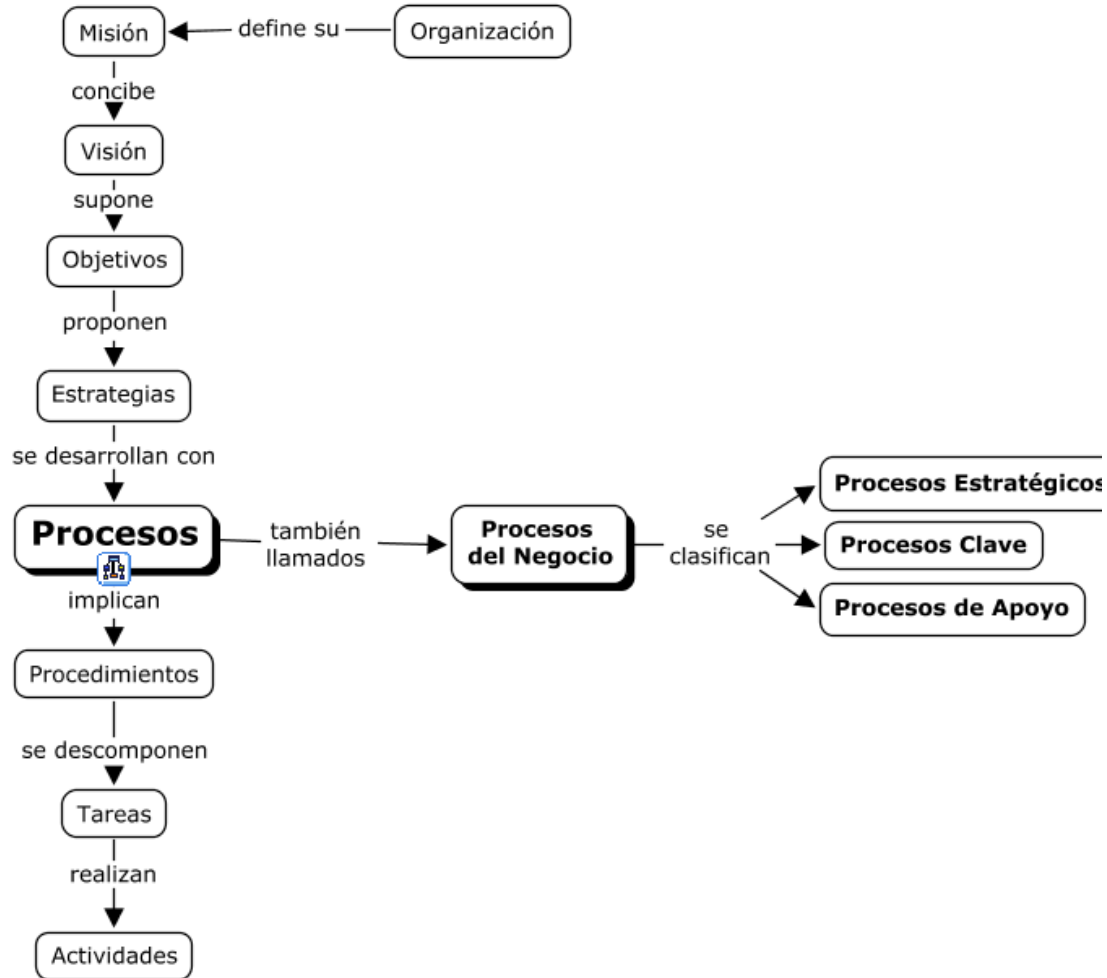 Misión
define su
Organización
concibe
Visión
supone
Objetivos
proponen
Estrategias
se desarrollan con
Procesos
también
llamados
Procesos
del Negocio
se
clasifican
Procesos Estratégicos
Procesos Clave
Procesos de Apoyo
implican
Procedimientos
se descomponen
Tareas
realizan
Actividades